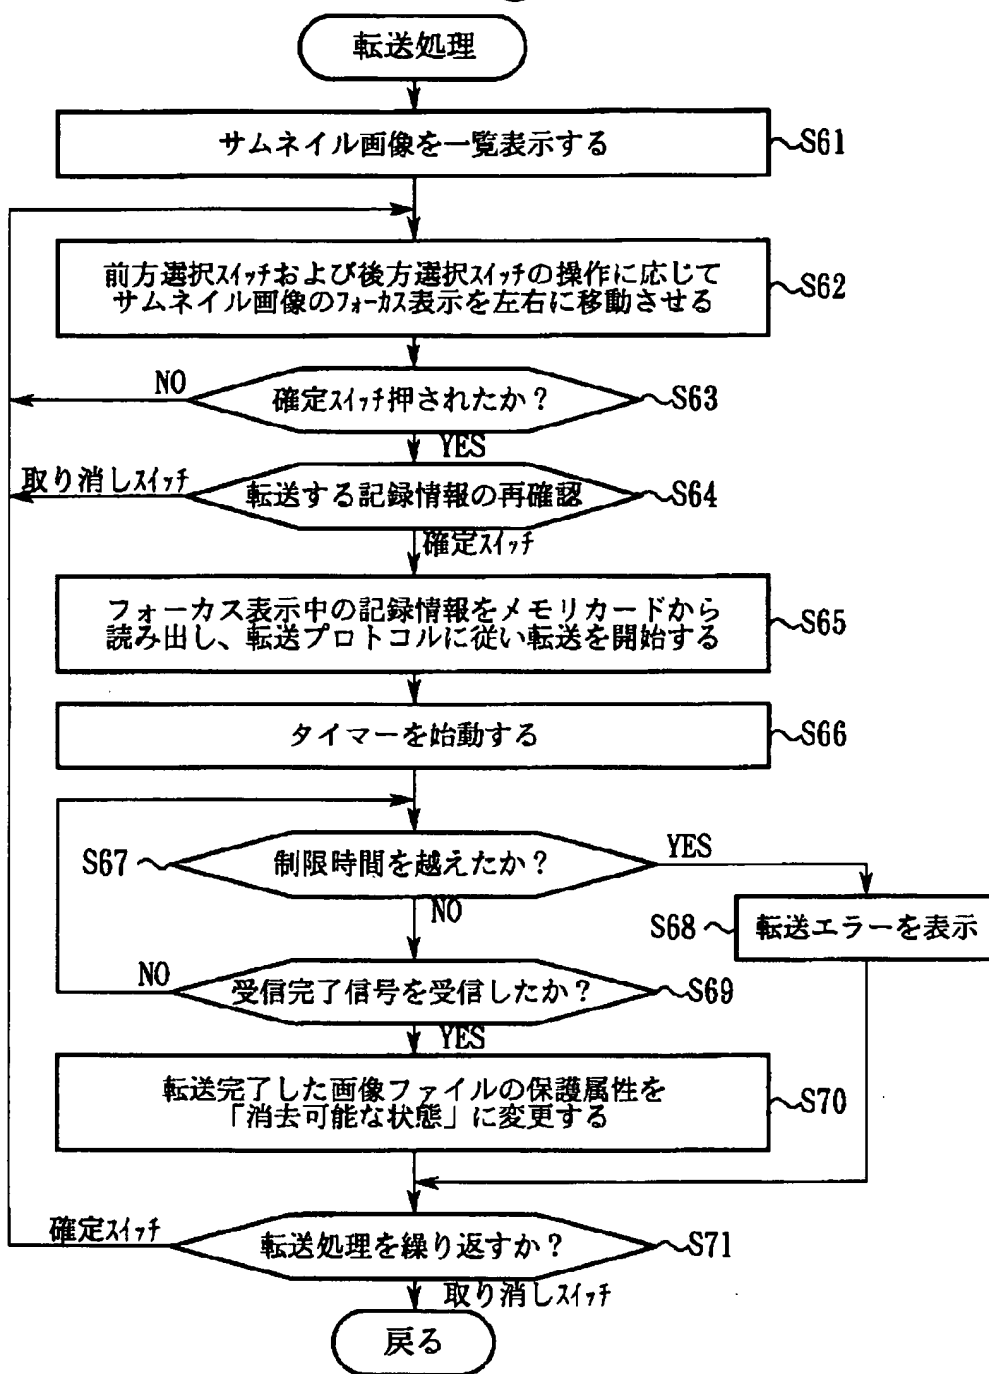 転送処理
サムネイル画像を一覧表示する
S61
前方選択スイッチおよび後方選択スイッチの操作に応じて
サムネイル画像のフォーカス表示を左右に移動させる
S62
NO
確定スイッチ押されたか？
S63
YES
取り消しスイッチ
転送する記録情報の再確認
S64
確定スイッチ
フォーカス表示中の記録情報をメモリカードから
読み出し、転送プロトコルに従い転送を開始する
S65
タイマーを始動する
S66
S67
制限時間を越えたか？
YES
NO
S68
転送エラーを表示
NO
受信完了信号を受信したか？
S69
YES
転送完了した画像ファイルの保護属性を
「消去可能な状態」に変更する
S70
確定スイッチ
転送処理を繰り返すか？
S71
取り消しスイッチ
戻る